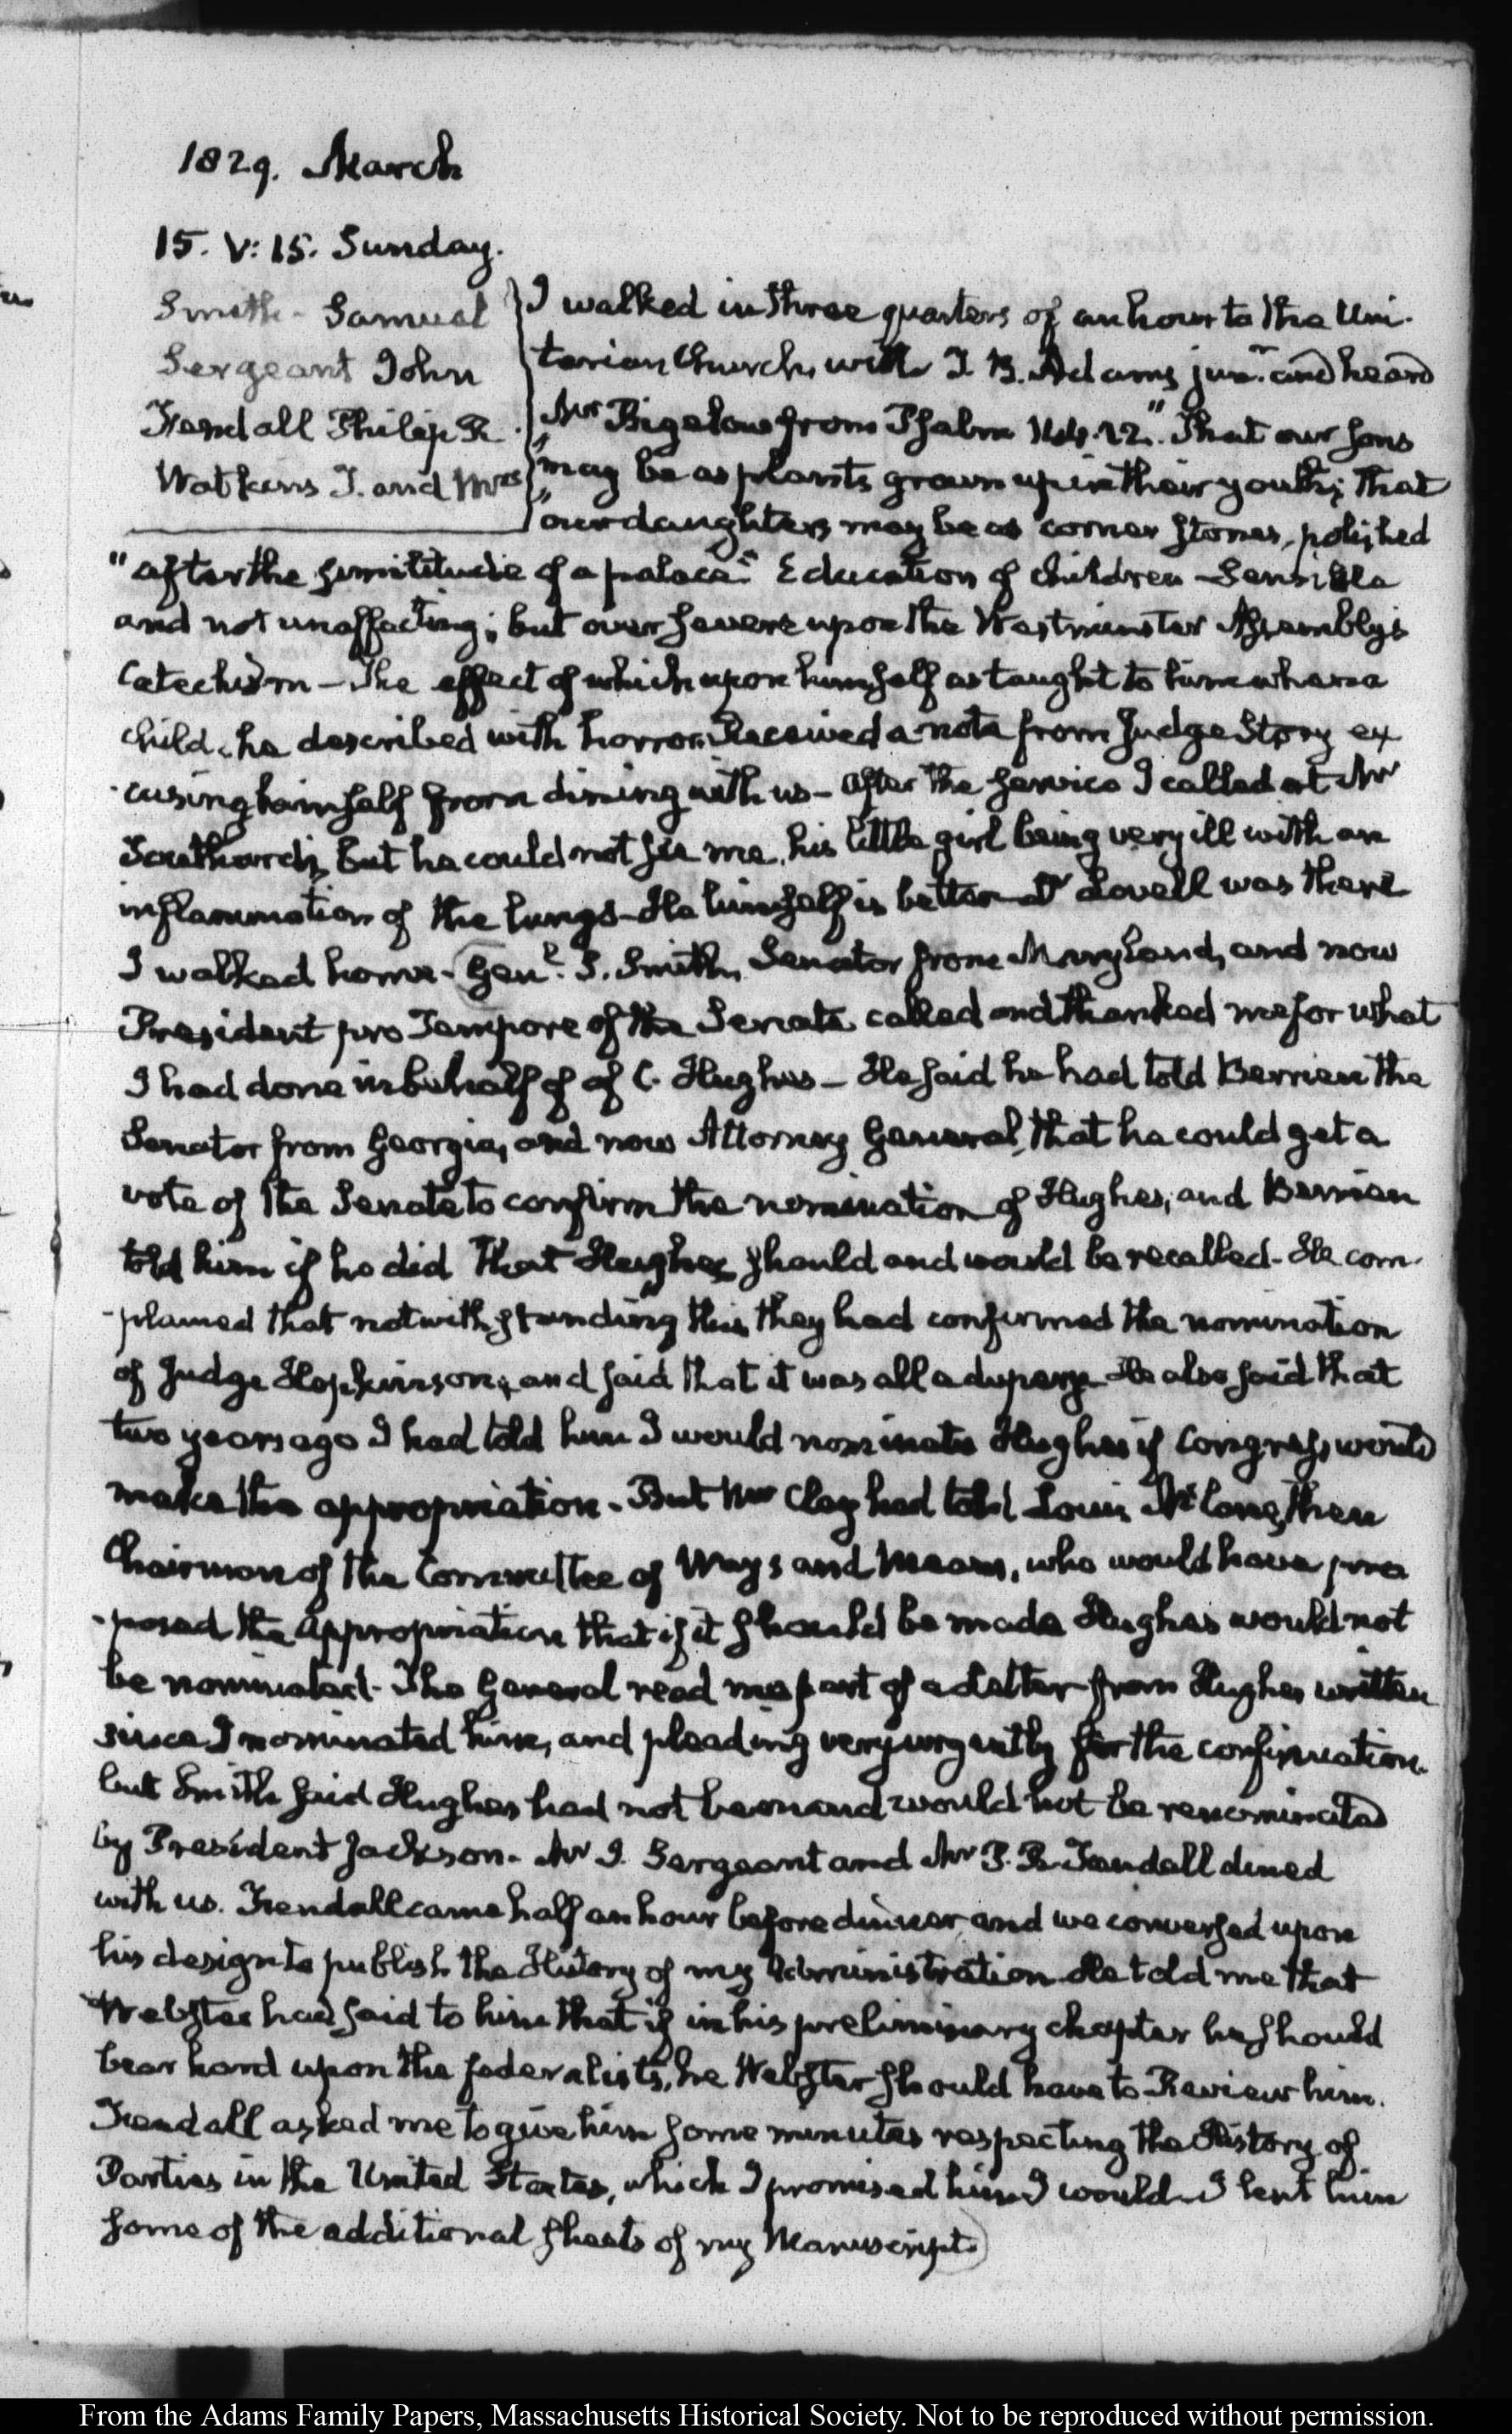 1829. March
15. V: 15. Sunday.
Smith - Samuel
Sergeant John
Fendall Philip R.
Watkins T. and Mrs
I walked in three quarters of an hour to the Uni-
tarian Church, with T. B. Adams junr. and heard
Mr Bigelow from Psalm 144.12. "That our sons
"may be as plants grown up in their youth; that
"our daughters may be as corner stones, polished
"after the similitude of a palace." Education of children - Sensible
and not unaffecting; but over severe upon the Westminster Assembly's
Catechism - The effect of which upon himself as taught to him when a
child, he described with horror. Received a note from Judge Story ex
-cusing himself from dining with us - After the service I called at Mr
Southard's, but he could not see me, his little girl being very ill with an
inflammation of the lungs - He himself is better - Dr Lovell was there
I walked home - Genl. S. Smith, Senator from Maryland, and now
President pro Tempore of the Senate called and thanked me for what
I had done in behalf of of C. Hughes - He said he had told Berrien the
Senator from Georgia, and now Attorney General, that he could get a
vote of the Senate to confirm the nomination of Hughes; and Berrien
told him if he did that Hughes should and would be recalled - He com-
-plained that notwithstanding this, they had confirmed the nomination
of Judge Hopkinson; and said that it was all a dupery - He also said that
two years ago I had told him I would nominate Hughes if Congress would
make the appropriation - But Mr Clay had told Louis McLane, then
Chairman of the Committee of Ways and Means, who would have pro
-posed the appropriation that if it should be made Hughes would not
be nominated - The General read me part of a Letter from Hughes written
since I nominated him, and pleading very urgently for the confirmation.
but Smith said Hughes had not been and would not be renominated
by President Jackson - Mr J. Sergeant and Mr P. R. Fendall dined
with us. Fendall came half an hour before dinner, and we conversed upon
his design to publish the History of my Administration. He told me that
Webster had said to him that if in his preliminary chapter he should
bear hard upon the federalists, he Webster should have to Review him.
Fendall asked me to give him some minutes respecting the History of
Parties in the United States, which I promised him I would - I lent him
some of the additional sheets of my Manuscript.)
From the Adams Family Papers, Massachusetts Historical Society. Not to be reproduced without permission.